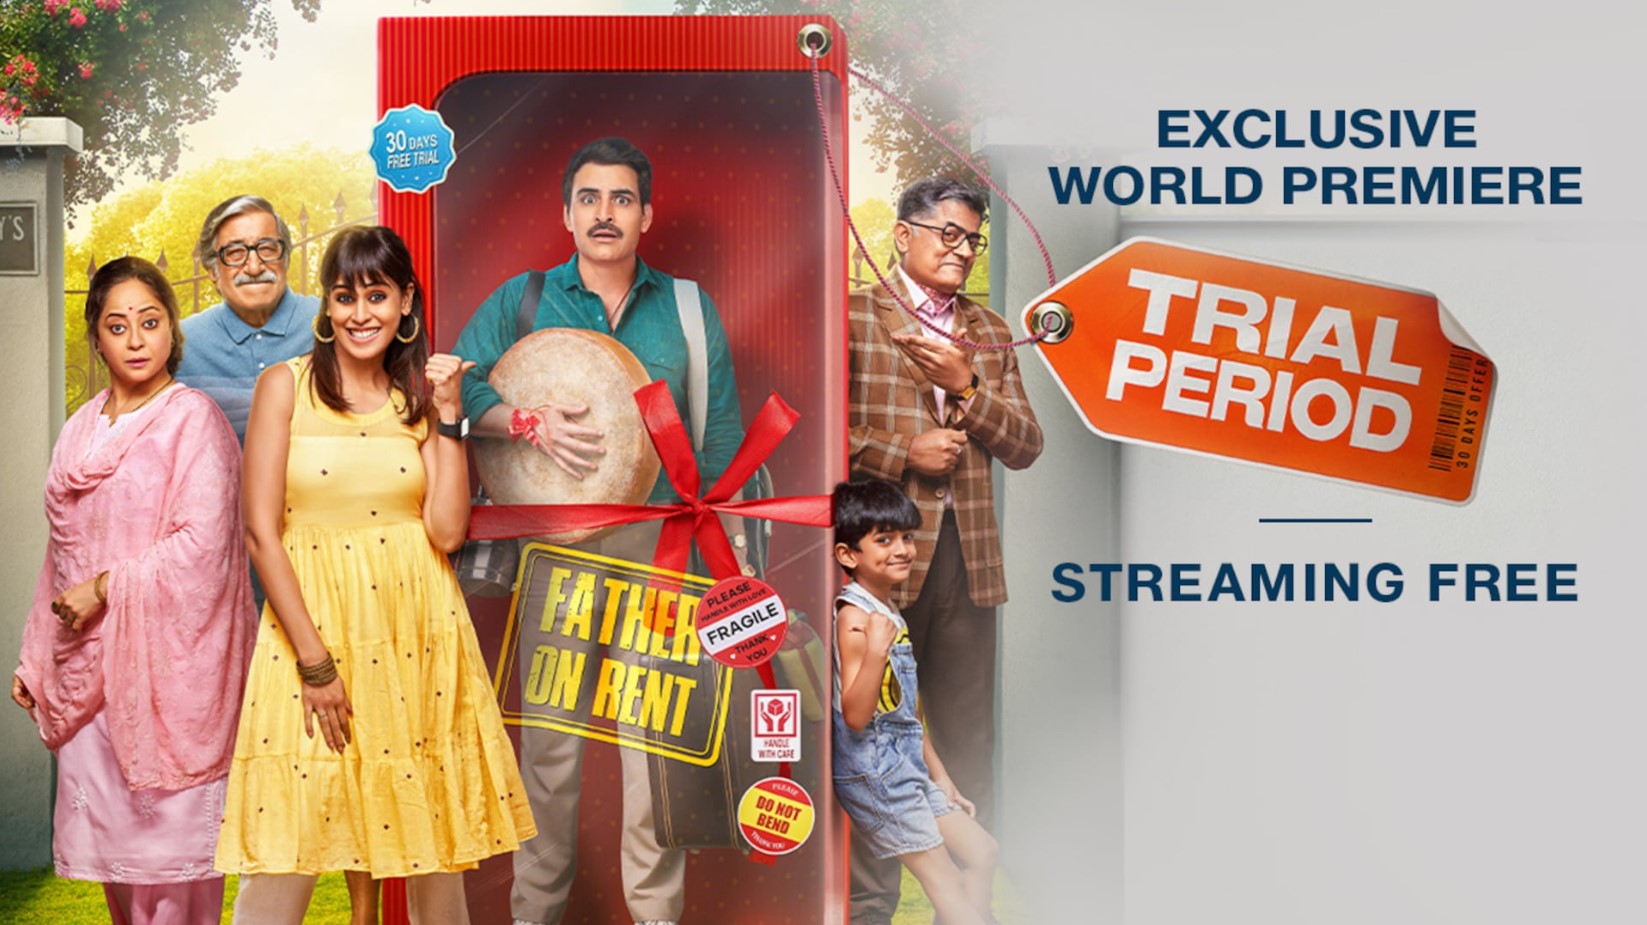 Y'S
30 DAYS
FREE TRIAL
EXCLUSIVE
WORLD PREMIERE
TRIAL
PERIOD
30 DAYS OFFER
STREAMING FREE
FATHER
ON RENT
PLEASE
HANDLE WITH LOVE
FRAGILE
THANK
YOU
HANDLE
WITH CARE
PLEASE
DO NOT
BEND
THANK YOU